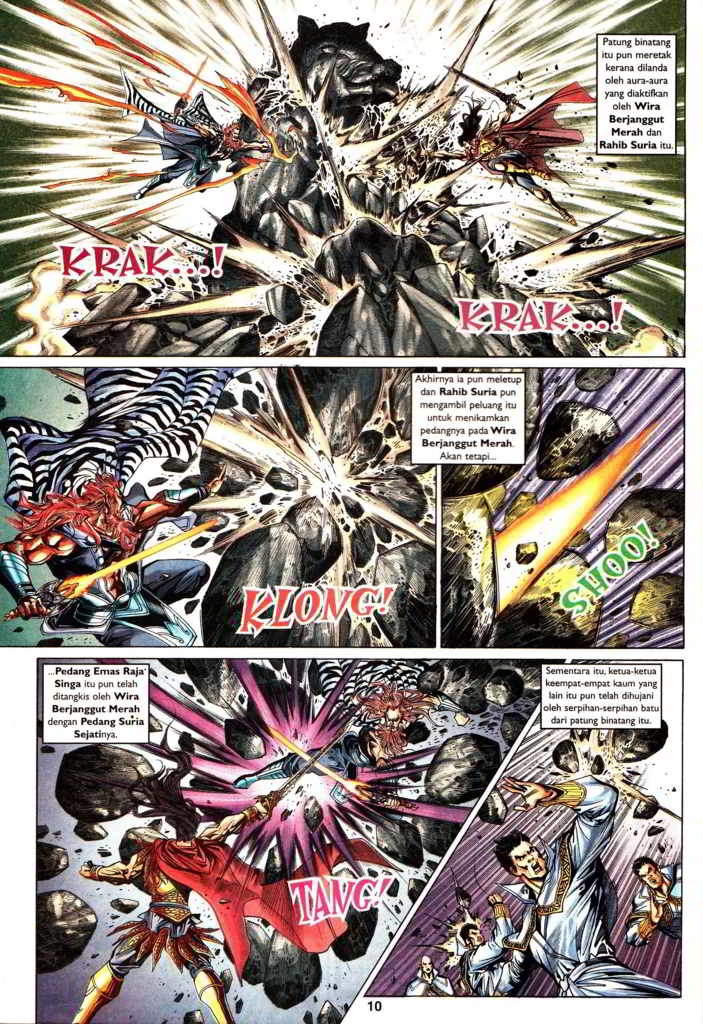 Patung binatang
itu pun meretak
kerana dilanda
oleh aura-aura
yang diaktifkan
oleh Wira
Berjanggut
Merah dan
Rahib Suria itu.
KRAK...!
KRAK...!
Akhirnya ia pun meletup
dan Rahib Suria pun
mengambil peluang itu
untuk menikamkan
pedangnya pada Wira
Berjanggut Merah.
Akan tetapi...
KLONG!
SHOO!
...Pedang Emas Raja
Singa itu pun telah
ditangkis oleh Wira
Berjanggut Merah
dengan Pedang Suria
Sejatinya.
TANG!
Sementara itu, ketua-ketua
keempat-empat kaum yang
lain itu pun telah dihujani
oleh serpihan-serpihan batu
dari patung binatang itu.
10